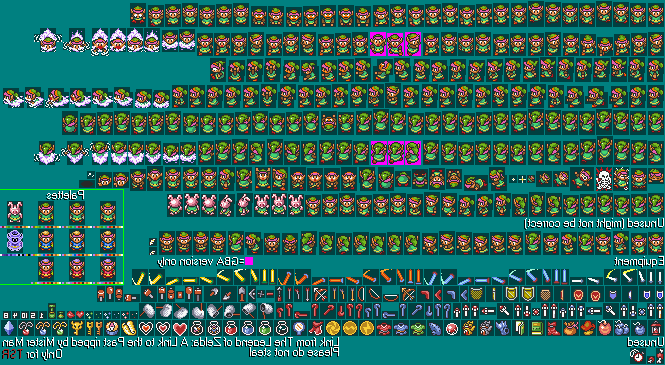 Palettes
Unused (might not be correct)
=GBA version only
Equipment
Unused
Link from The Legend of Zelda: A Link to the Past ripped by Mister Man
Please do not steal
Only for TSR